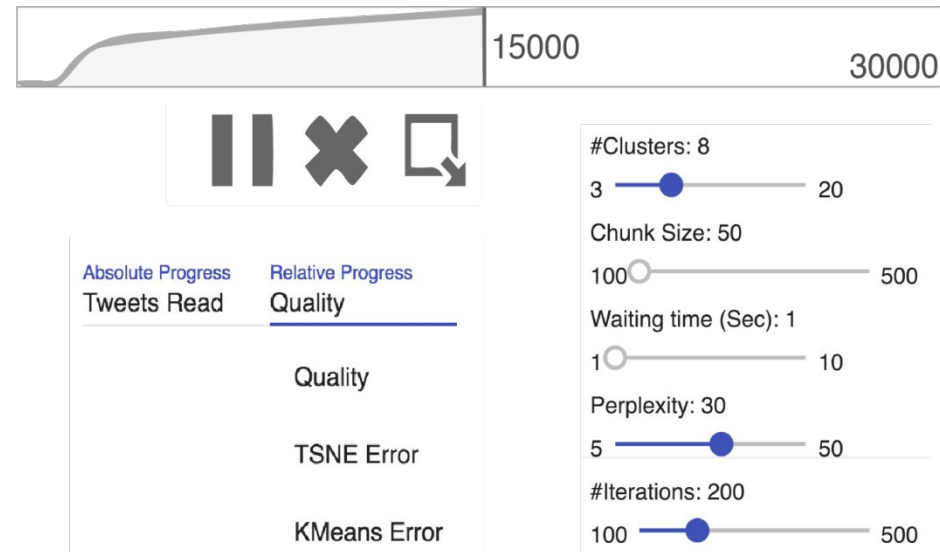 15000
30000
#Clusters: 8
3 20
Chunk Size: 50
100 500
Waiting time (Sec): 1
1 10
Perplexity: 30
5 50
#Iterations: 200
100 500
Absolute Progress Relative Progress
Tweets Read Quality
Quality
TSNE Error
KMeans Error